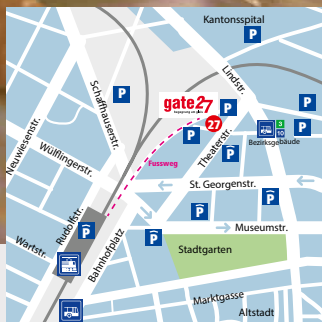 Kantonsspital
P
Lindstr.
Schaffhauserstr.
P
gate27
P
27
3
10
Neuwiesenstr.
P
Theaterstr.
P
Bezirksgebäude
Wülflingerstr.
Fussweg
St. Georgenstr.
P
P
Rudolfstr.
P
Museumstr.
P
Wartstr.
Bahnhofplatz
Stadtgarten
Marktgasse
Altstadt